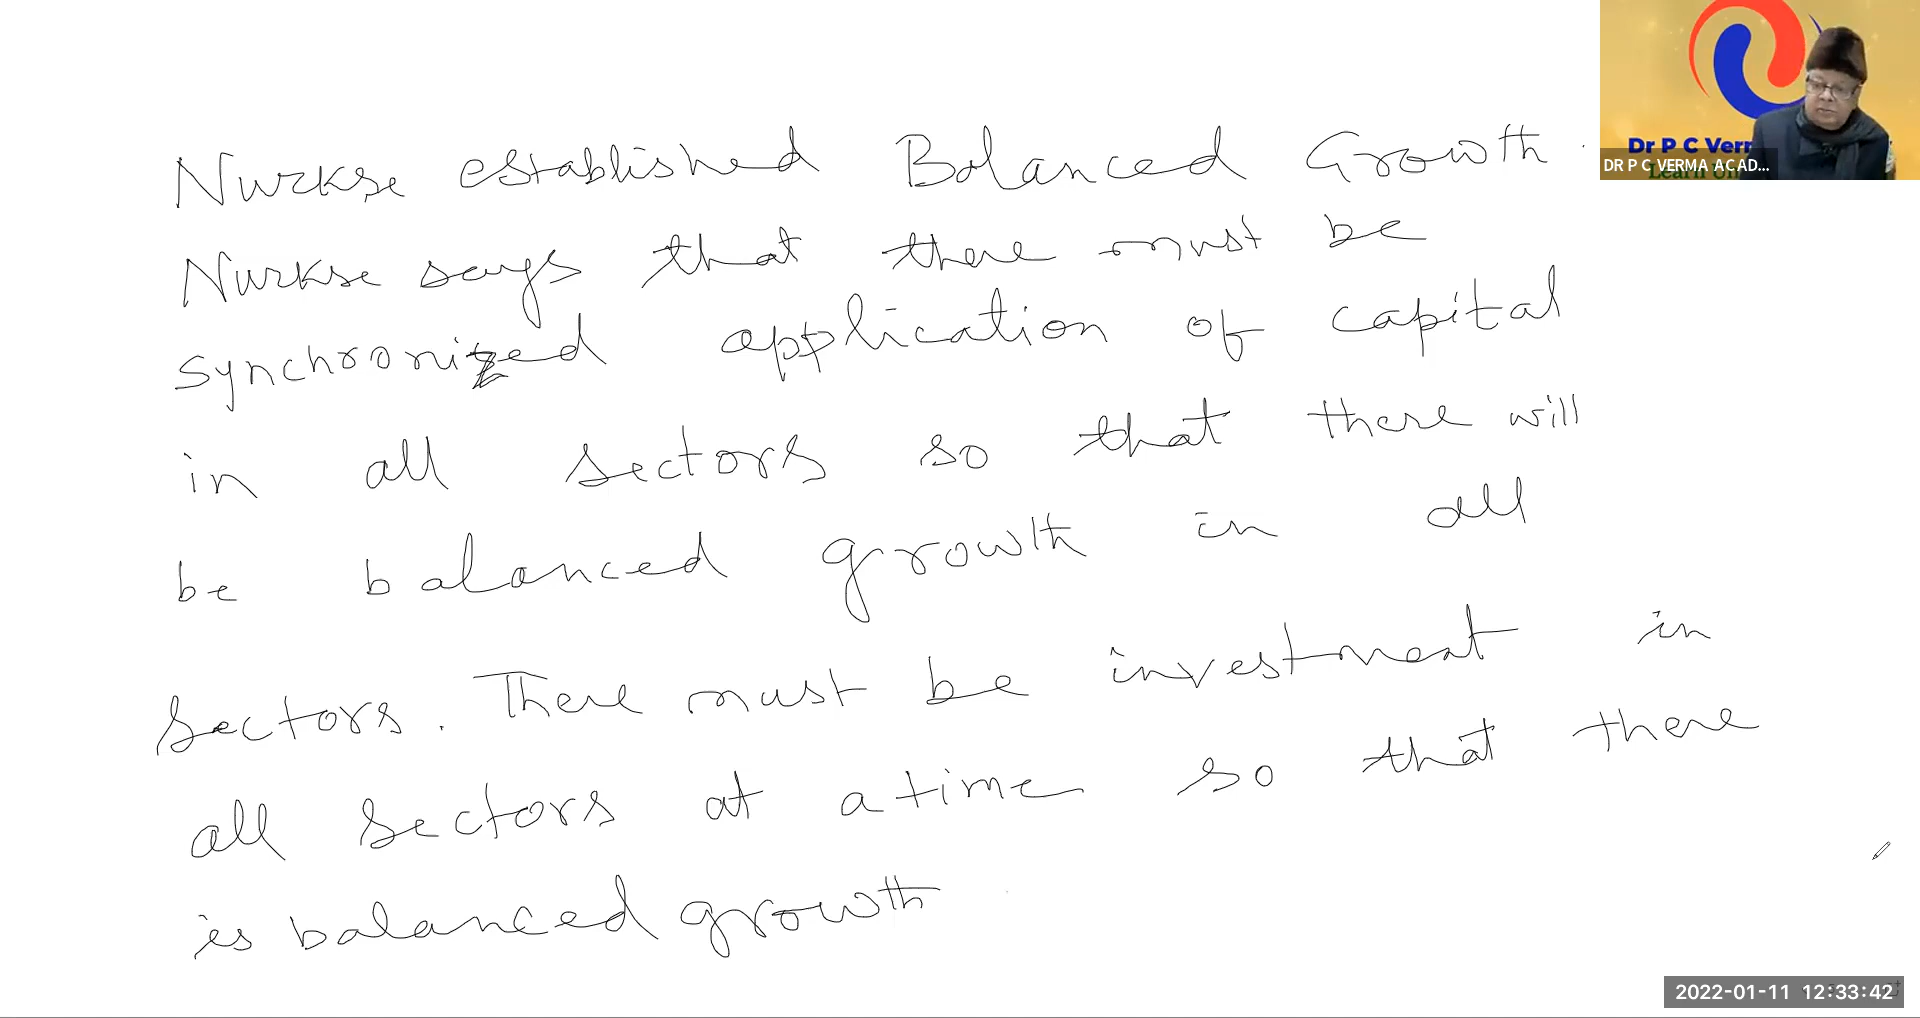 Nurkse established Balanced Growth.
Nurkse says that there must be
synchronized application of capital
in all sectors so that there will
be balanced growth in all
sectors. There must be investment in
all sectors at a time so that there
is balanced growth
Dr P C Verr
DR P C VERMA ACAD...
Learn
2022-01-11 12:33:42